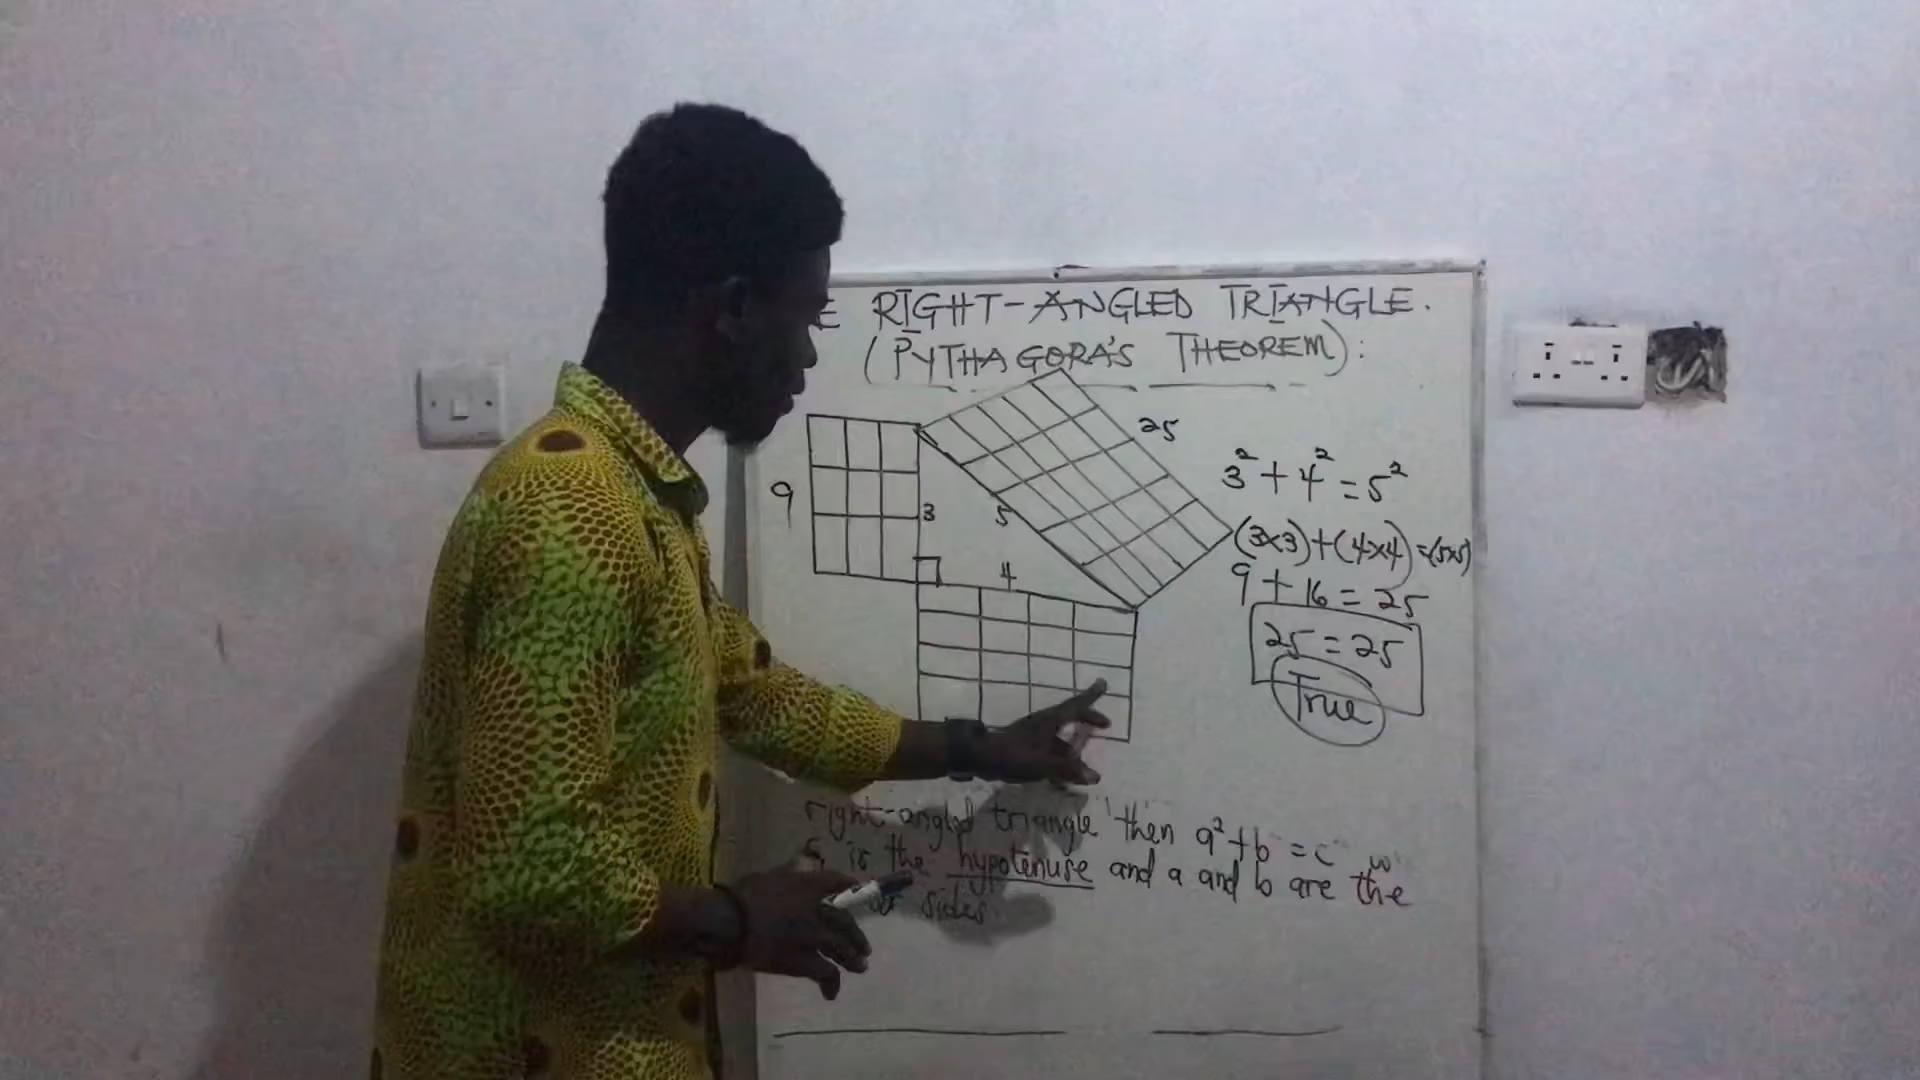 E RIGHT-ANGLED TRIANGLE.
(PYTHAGORA'S THEOREM):
9
3
5
4
25
3² + 4² = 5²
(3×3)+(4×4)=(5×5)
9 + 16 = 25
25 = 25
True
right-angled triangle then a²+b = c
is the hypotenuse and a and b are the
sides